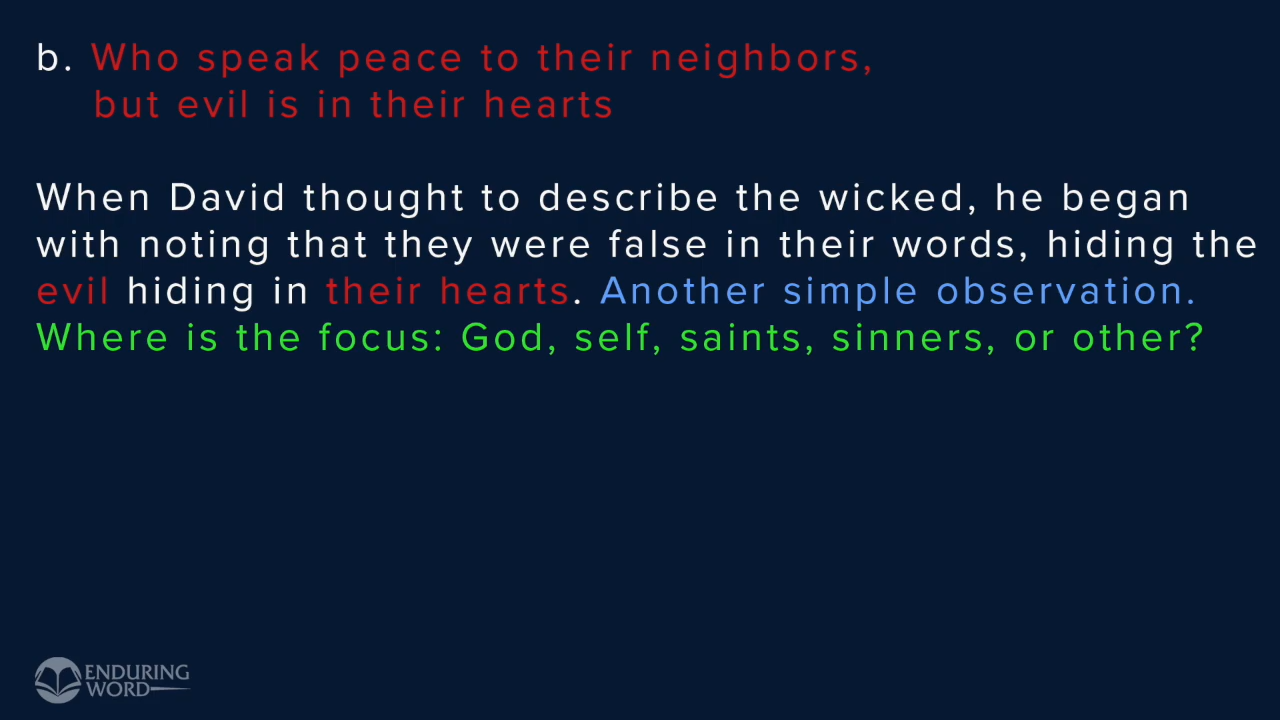 b. Who speak peace to their neighbors,
but evil is in their hearts
When David thought to describe the wicked, he began
with noting that they were false in their words, hiding the
evil hiding in their hearts. Another simple observation.
Where is the focus: God, self, saints, sinners, or other?
ENDURING
WORD